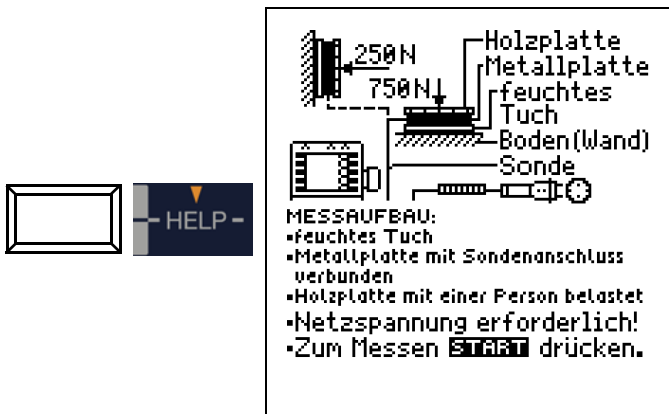 HELP
250N
750N
Holzplatte
Metallplatte
feuchtes
Tuch
Boden(Wand)
Sonde
MESSAUFBAU:
▪feuchtes Tuch
▪Metallplatte mit Sondenanschluss
verbunden
▪Holzplatte mit einer Person belastet
▪Netzspannung erforderlich!
▪Zum Messen START drücken.